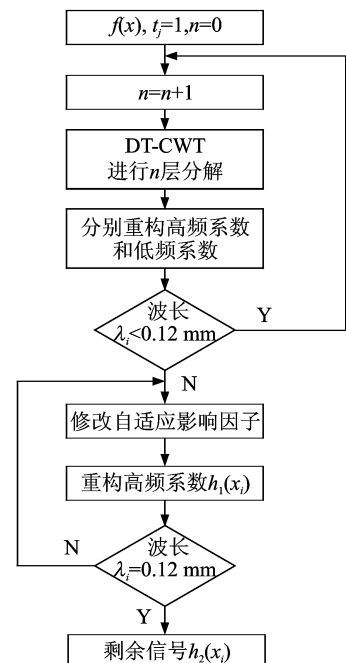 f(x), t_j=1,n=0
n=n+1
DT-CWT
进行n层分解
分别重构高频系数
和低频系数
波长
λ_i<0.12 mm
Y
N
修改自适应影响因子
重构高频系数h_1(x_i)
波长
λ_i=0.12 mm
N
Y
剩余信号h_2(x_i)